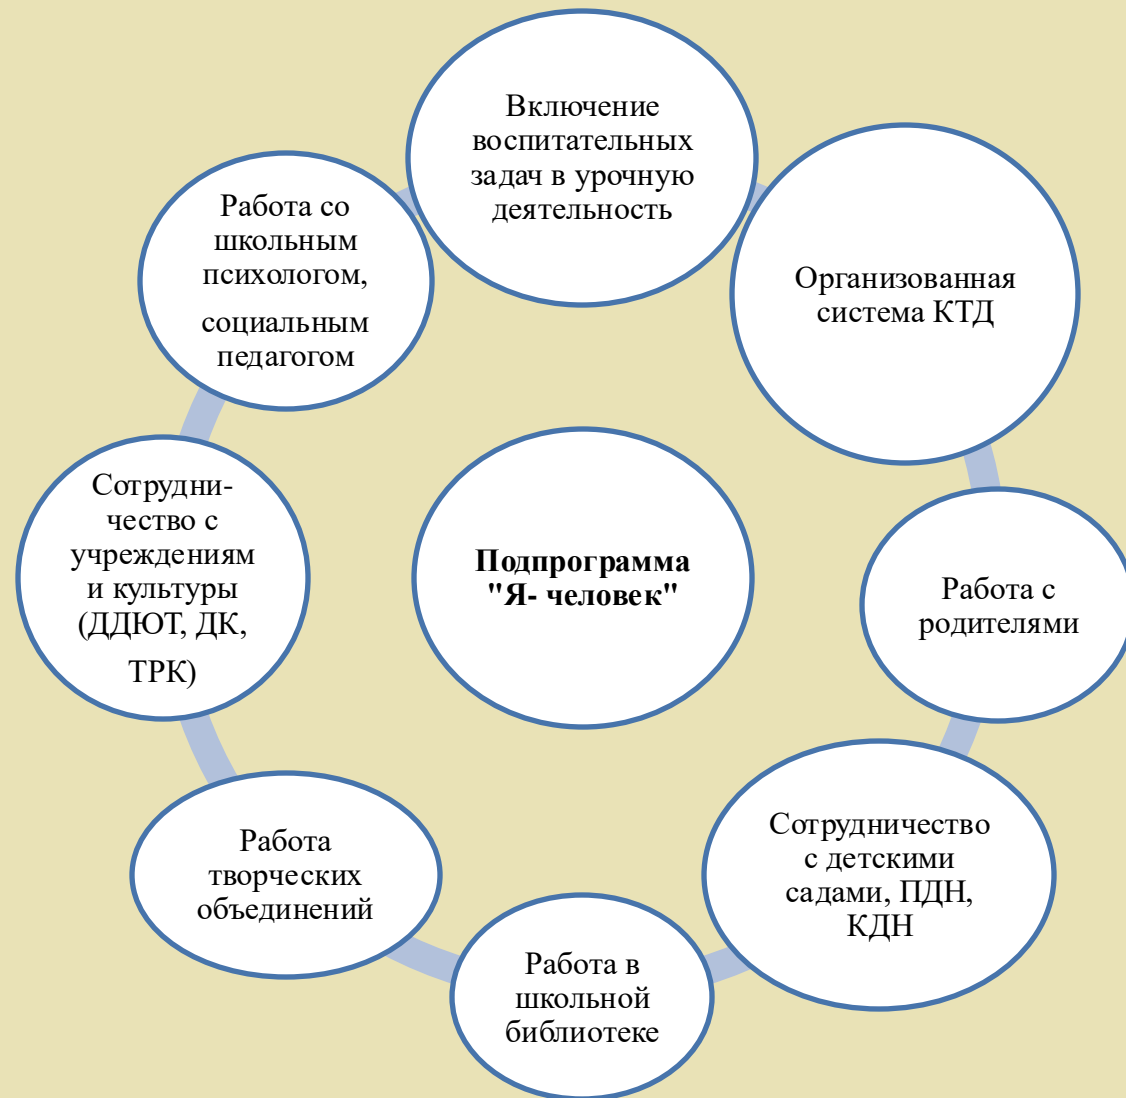 Включение
воспитательных
задач в урочную
деятельность
Организованная
система КТД
Работа с
родителями
Сотрудничество
с детскими
садами, ПДН,
КДН
Работа в
школьной
библиотеке
Работа
творческих
объединений
Сотрудни-
чество с
учреждениям
и культуры
(ДДЮТ, ДК,
ТРК)
Работа со
школьным
психологом,
социальным
педагогом
Подпрограмма
"Я- человек"